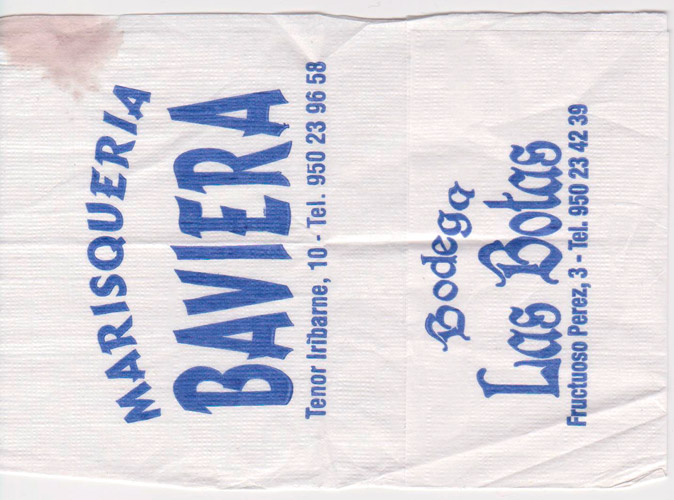 MARISQUERIA
BAVIERA
Tenor Iribarne, 10 - Tel. 950 23 96 58
Bodega
Las Botas
Fructuoso Perez, 3 - Tel. 950 23 42 39